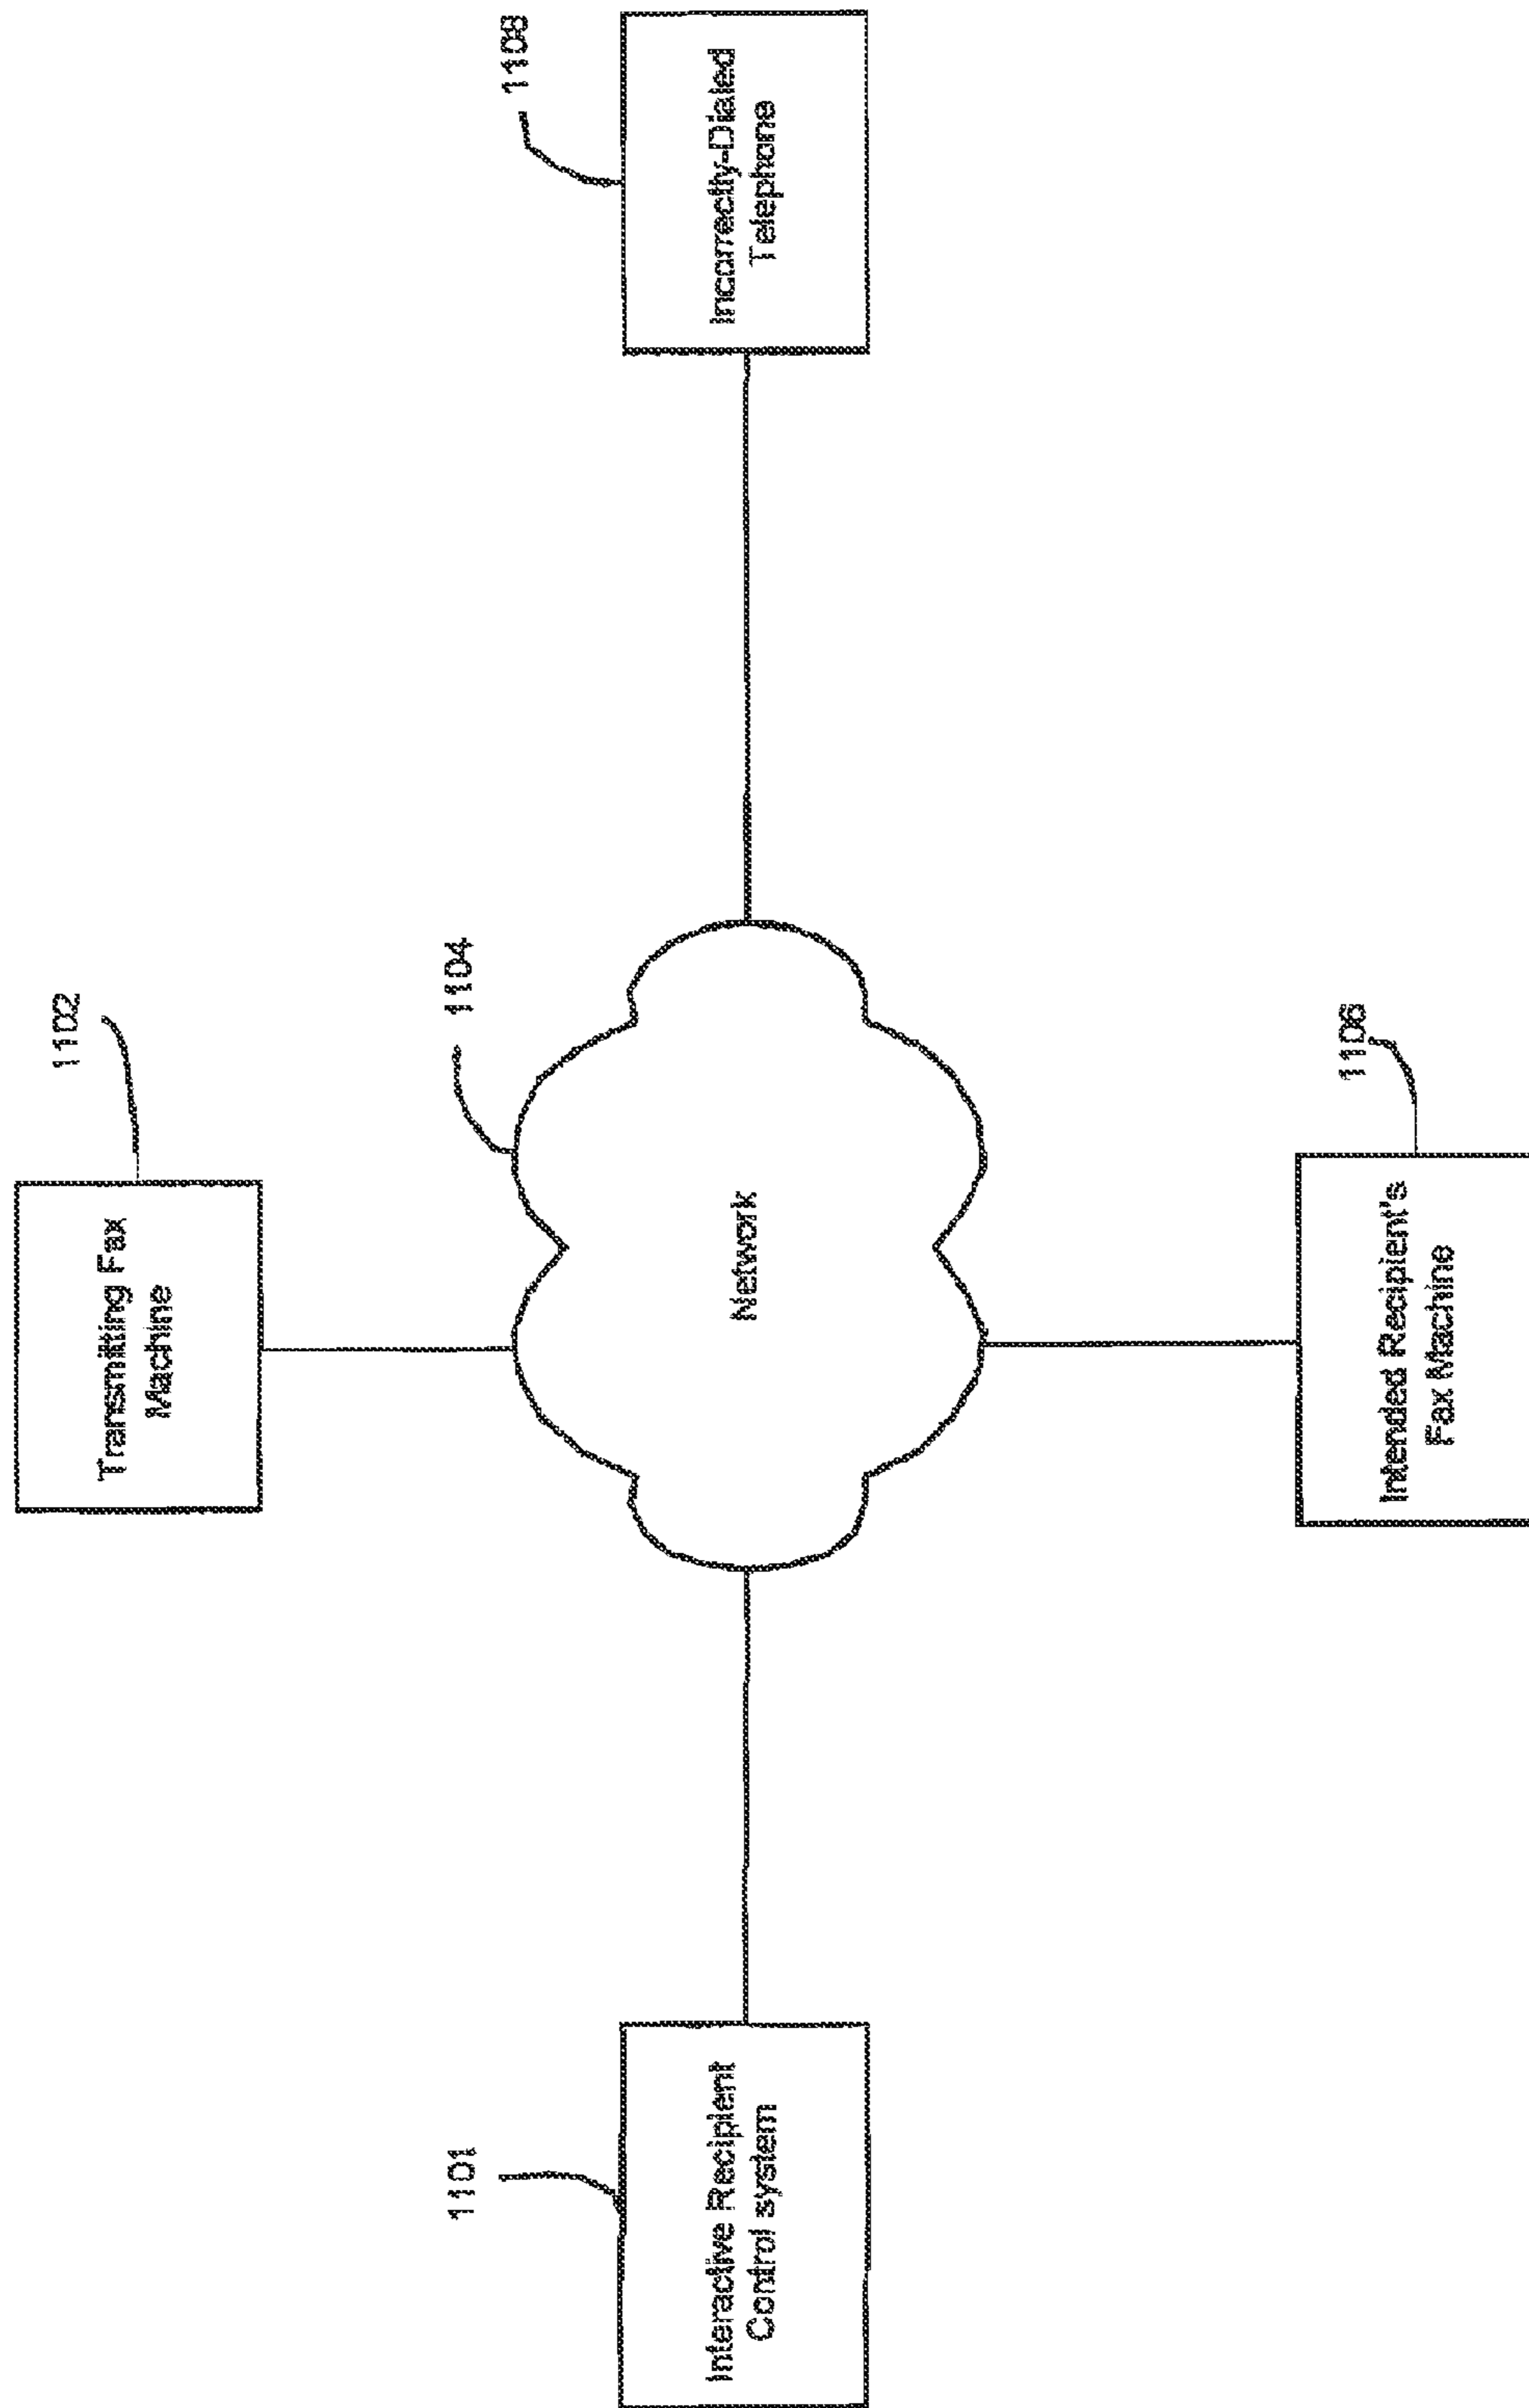 1102
Transmitting Fax
Machine
1104
Network
1101
Interactive Recipient
Control system
1108
Incorrectly-Dialed
Telephone
1106
Intended Recipient's
Fax Machine